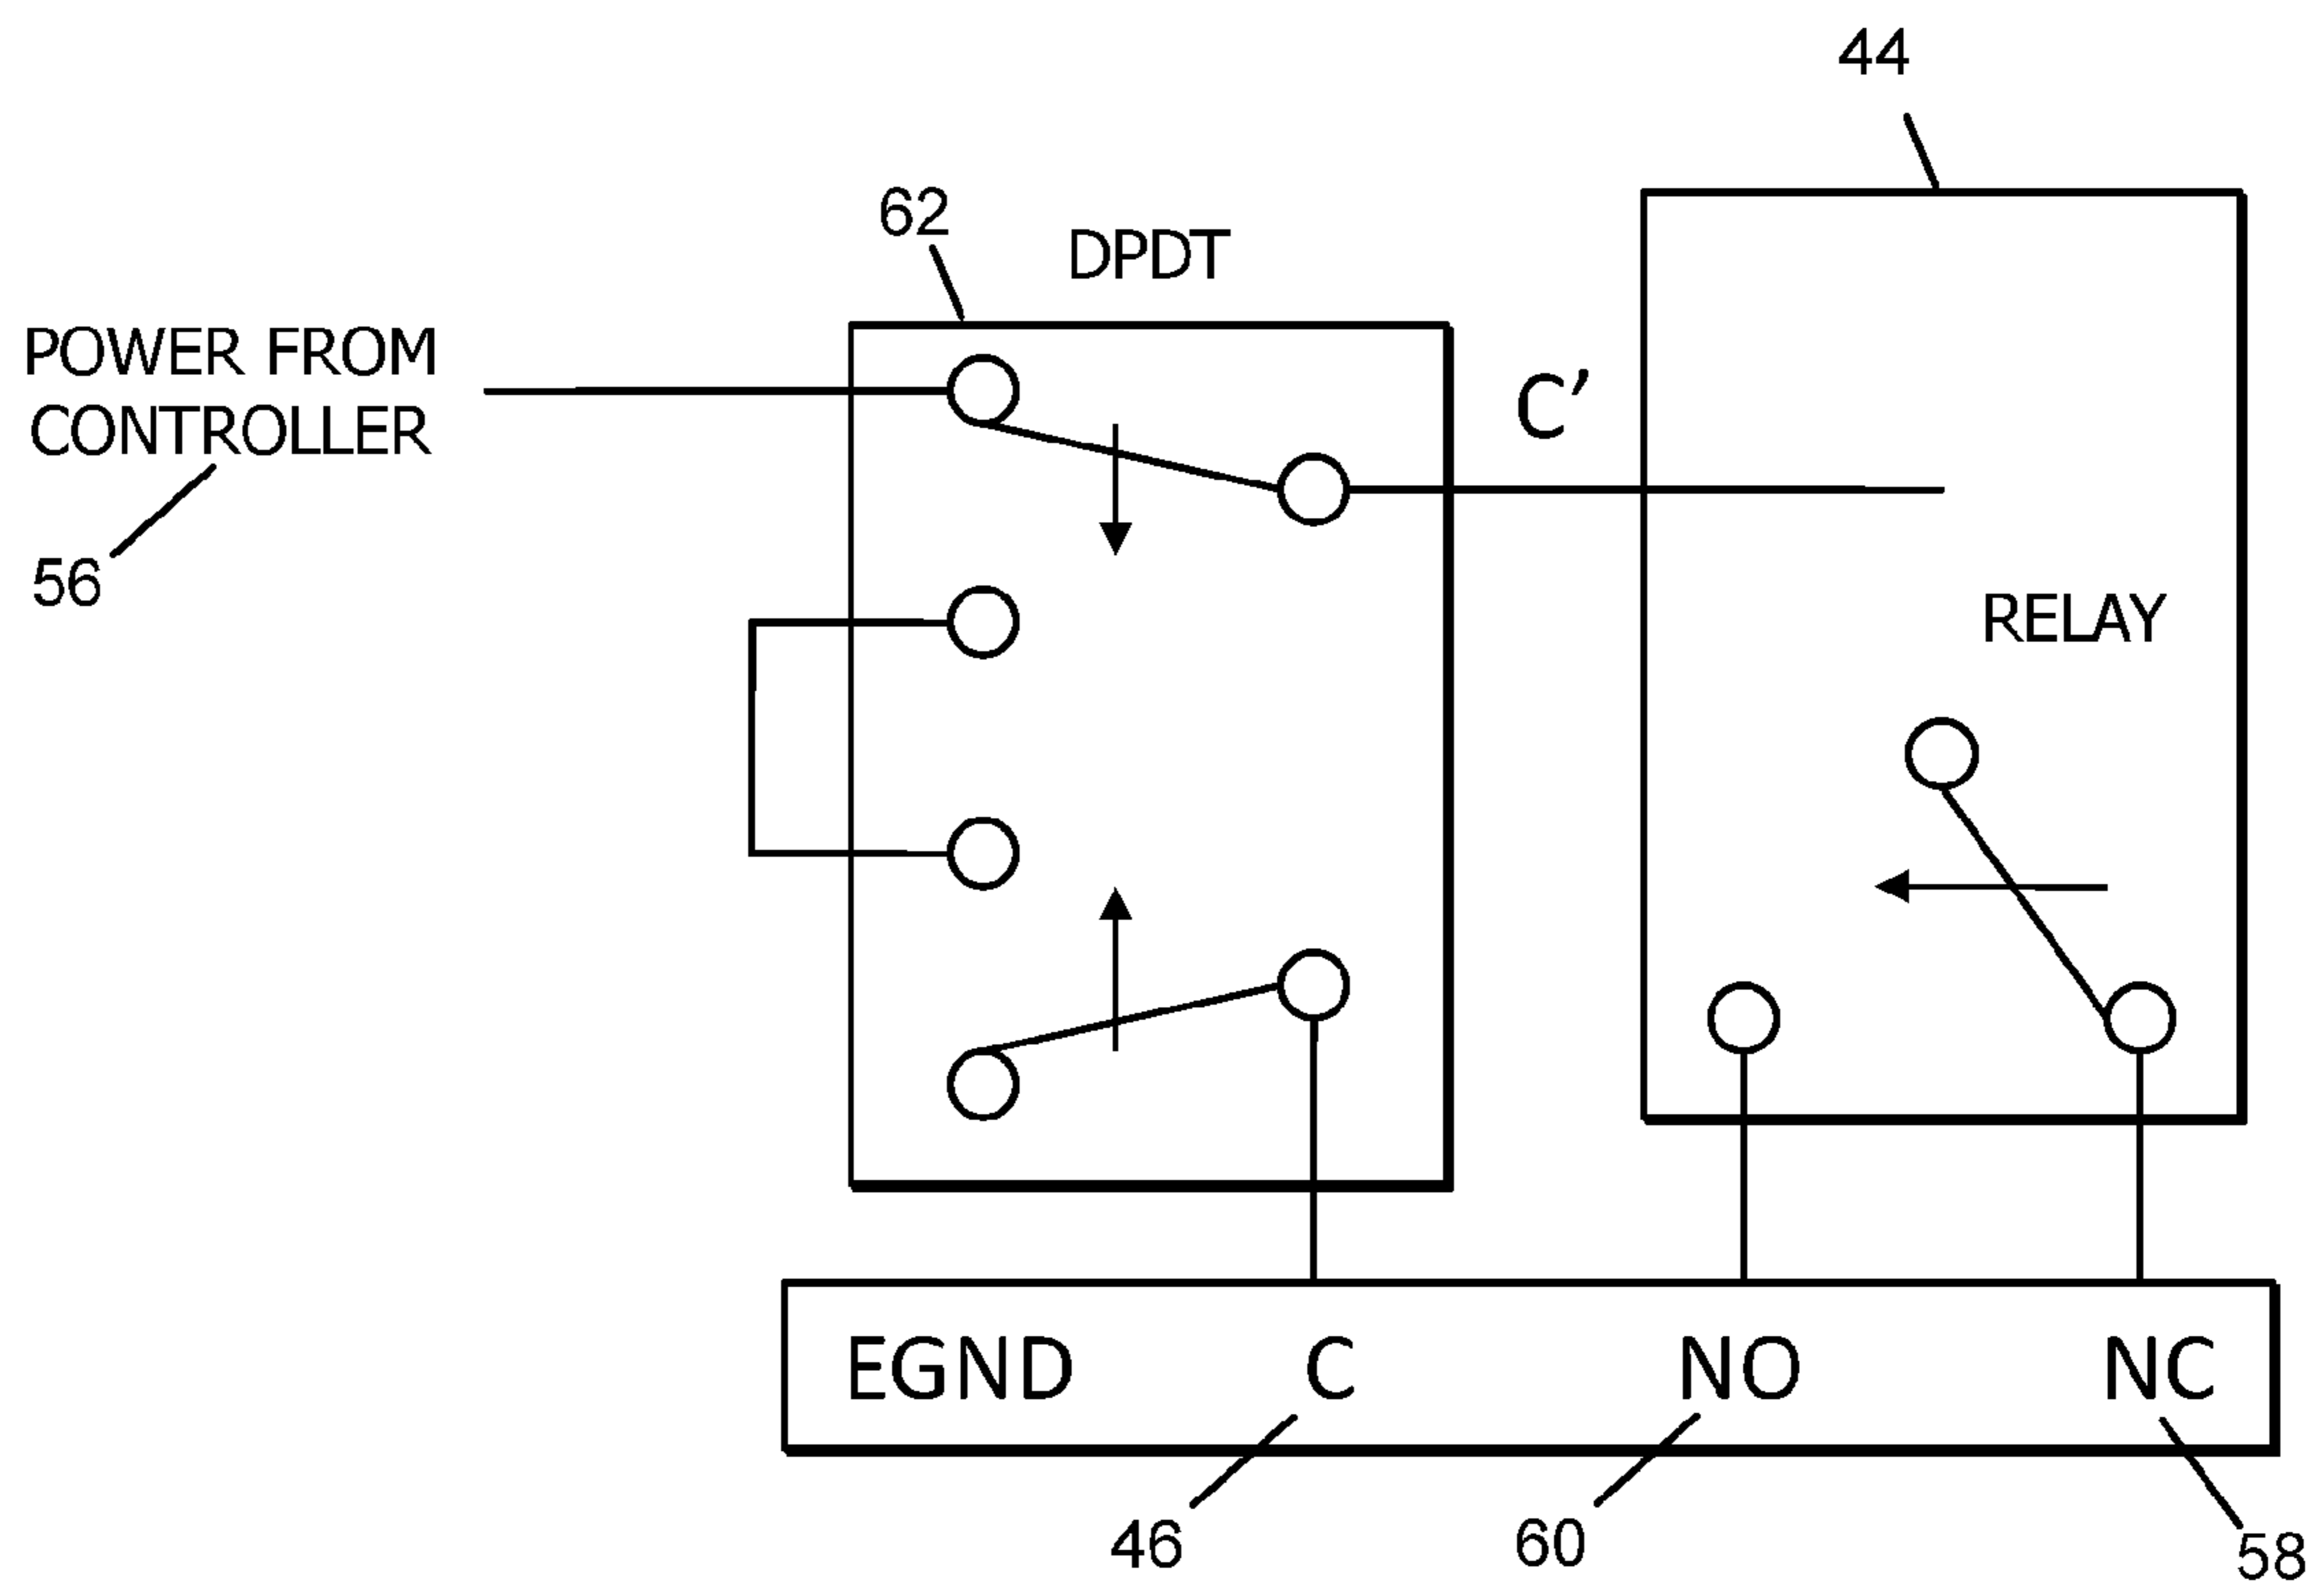 44
62
DPDT
POWER FROM
CONTROLLER
C'
56
RELAY
EGND C NO NC
46
60
58